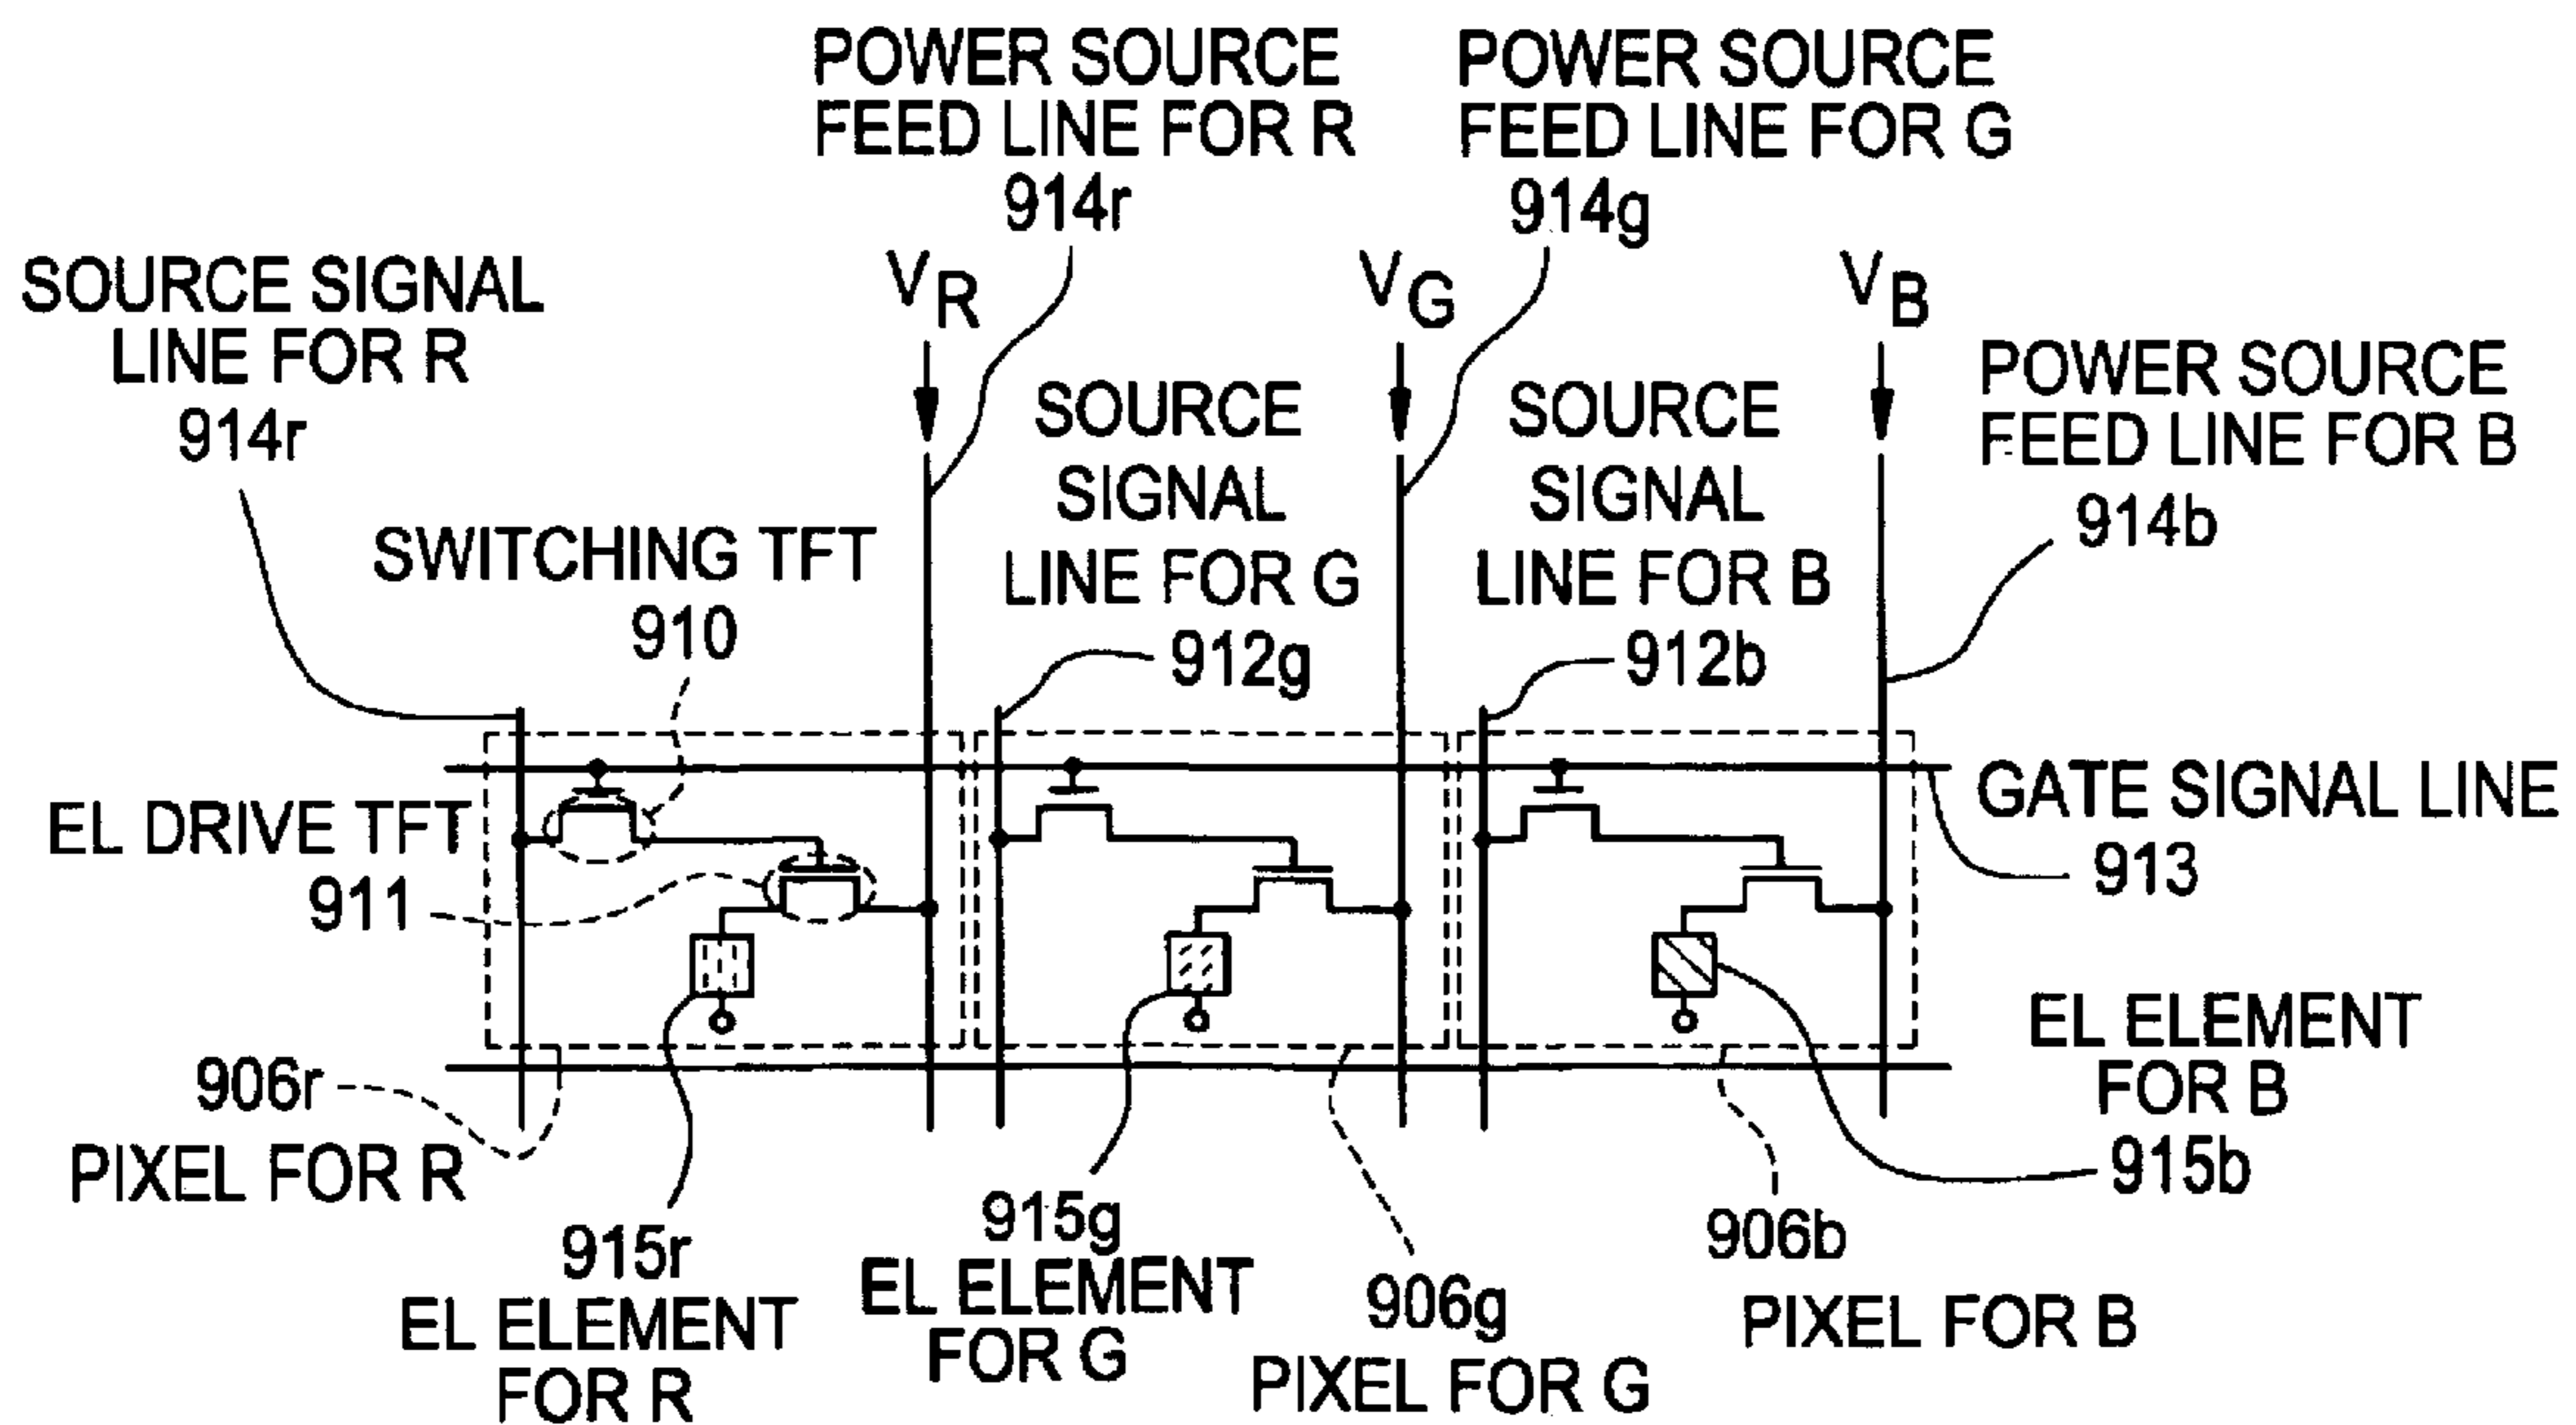 POWER SOURCE
FEED LINE FOR R
914r
POWER SOURCE
FEED LINE FOR G
914g
SOURCE SIGNAL
LINE FOR R
914r
VR
VG
VB
POWER SOURCE
FEED LINE FOR B
914b
SOURCE
SIGNAL
LINE FOR G
912g
SOURCE
SIGNAL
LINE FOR B
912b
SWITCHING TFT
910
EL DRIVE TFT
911
GATE SIGNAL LINE
913
906r
PIXEL FOR R
915r
EL ELEMENT
FOR R
915g
EL ELEMENT
FOR G
906g
PIXEL FOR G
906b
PIXEL FOR B
EL ELEMENT
FOR B
915b